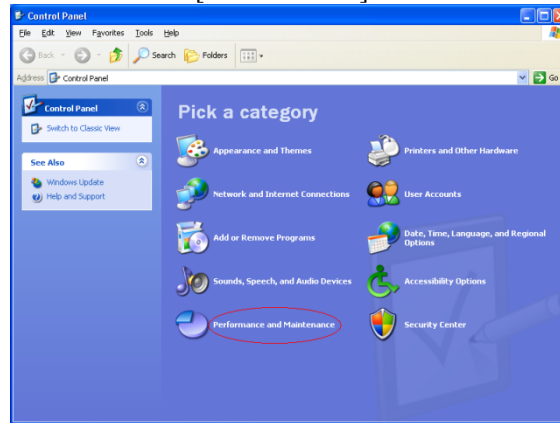 Control Panel
File Edit View Favorites Tools Help
Back Search Folders
Address Control Panel Go
Control Panel
Switch to Classic View
See Also
Windows Update
Help and Support
Pick a category
Appearance and Themes
Printers and Other Hardware
Network and Internet Connections
User Accounts
Add or Remove Programs
Date, Time, Language, and Regional
Options
Sounds, Speech, and Audio Devices
Accessibility Options
Performance and Maintenance
Security Center